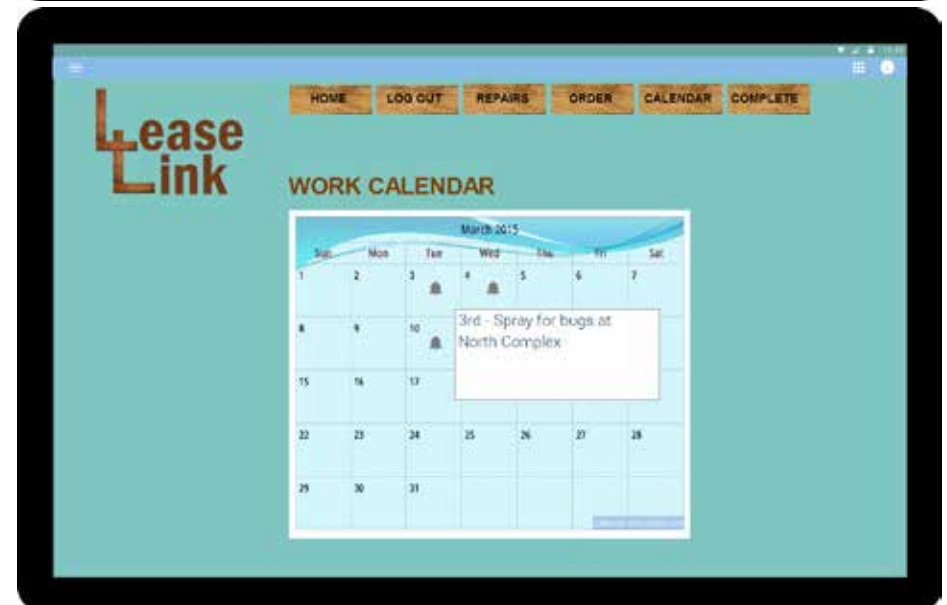 HOME LOG OUT REPAIRS ORDER CALENDAR COMPLETE
Lease
Link
WORK CALENDAR
March 2015
Sun Mon Tue Wed Thu Fri Sat
1 2 3 4 5 6 7
3rd - Spray for bugs at
North Complex
8 9 10
15 16 17
22 23 24 25 26 27 28
29 30 31